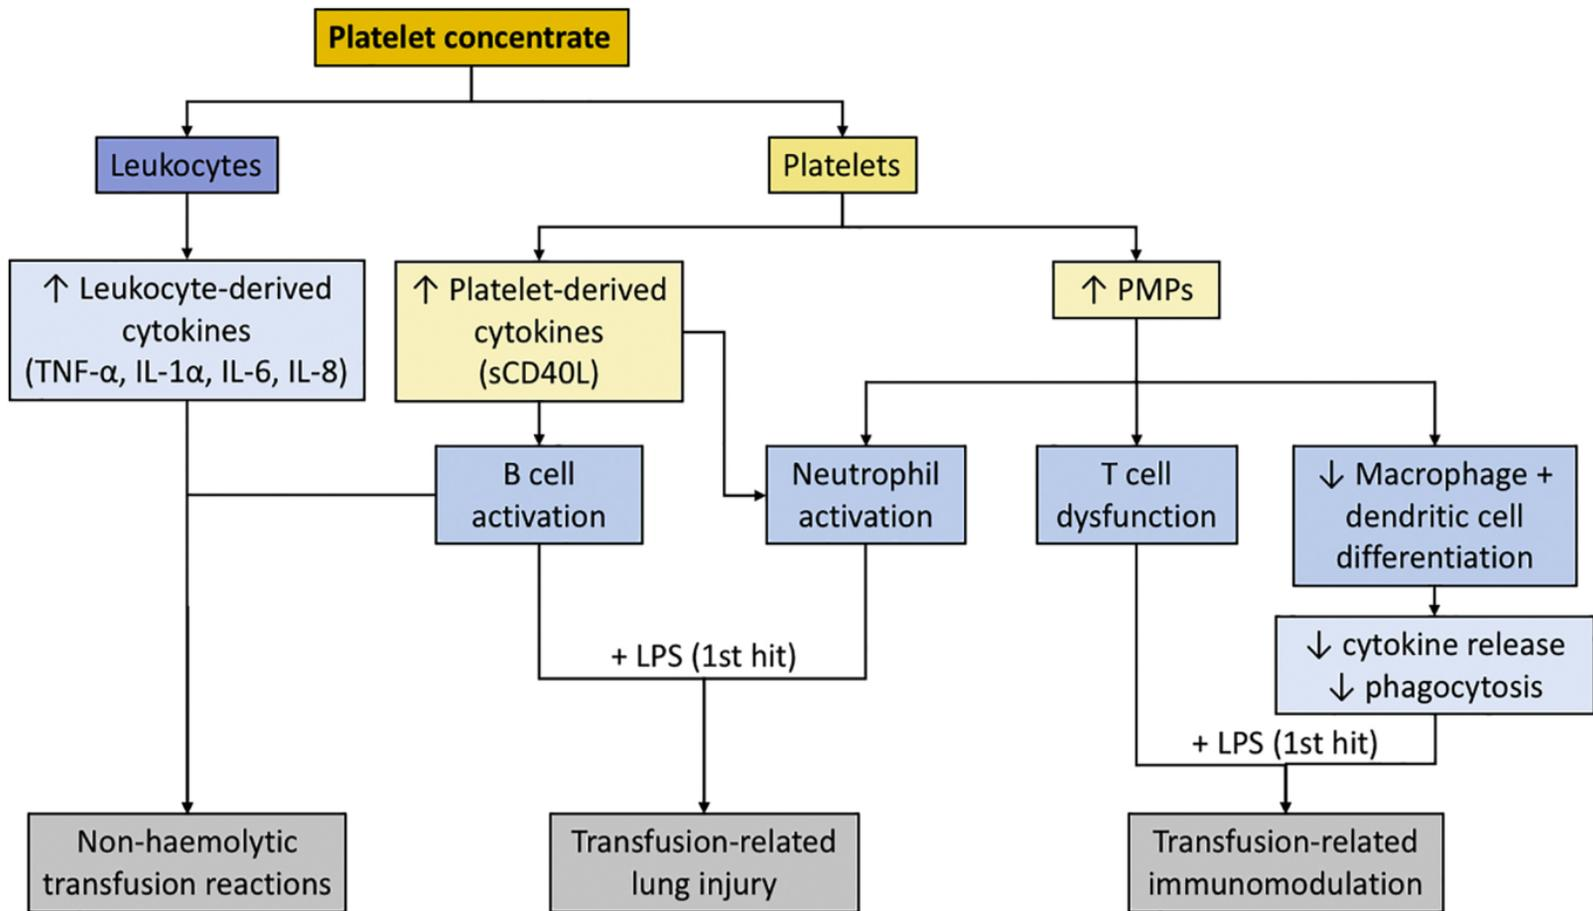 Platelet concentrate
Leukocytes
Platelets
↑ Leukocyte-derived
cytokines
(TNF-α, IL-1α, IL-6, IL-8)
↑ Platelet-derived
cytokines
(sCD40L)
↑ PMPs
B cell
activation
Neutrophil
activation
T cell
dysfunction
↓ Macrophage +
dendritic cell
differentiation
↓ cytokine release
↓ phagocytosis
+ LPS (1st hit)
+ LPS (1st hit)
Non-haemolytic
transfusion reactions
Transfusion-related
lung injury
Transfusion-related
immunomodulation